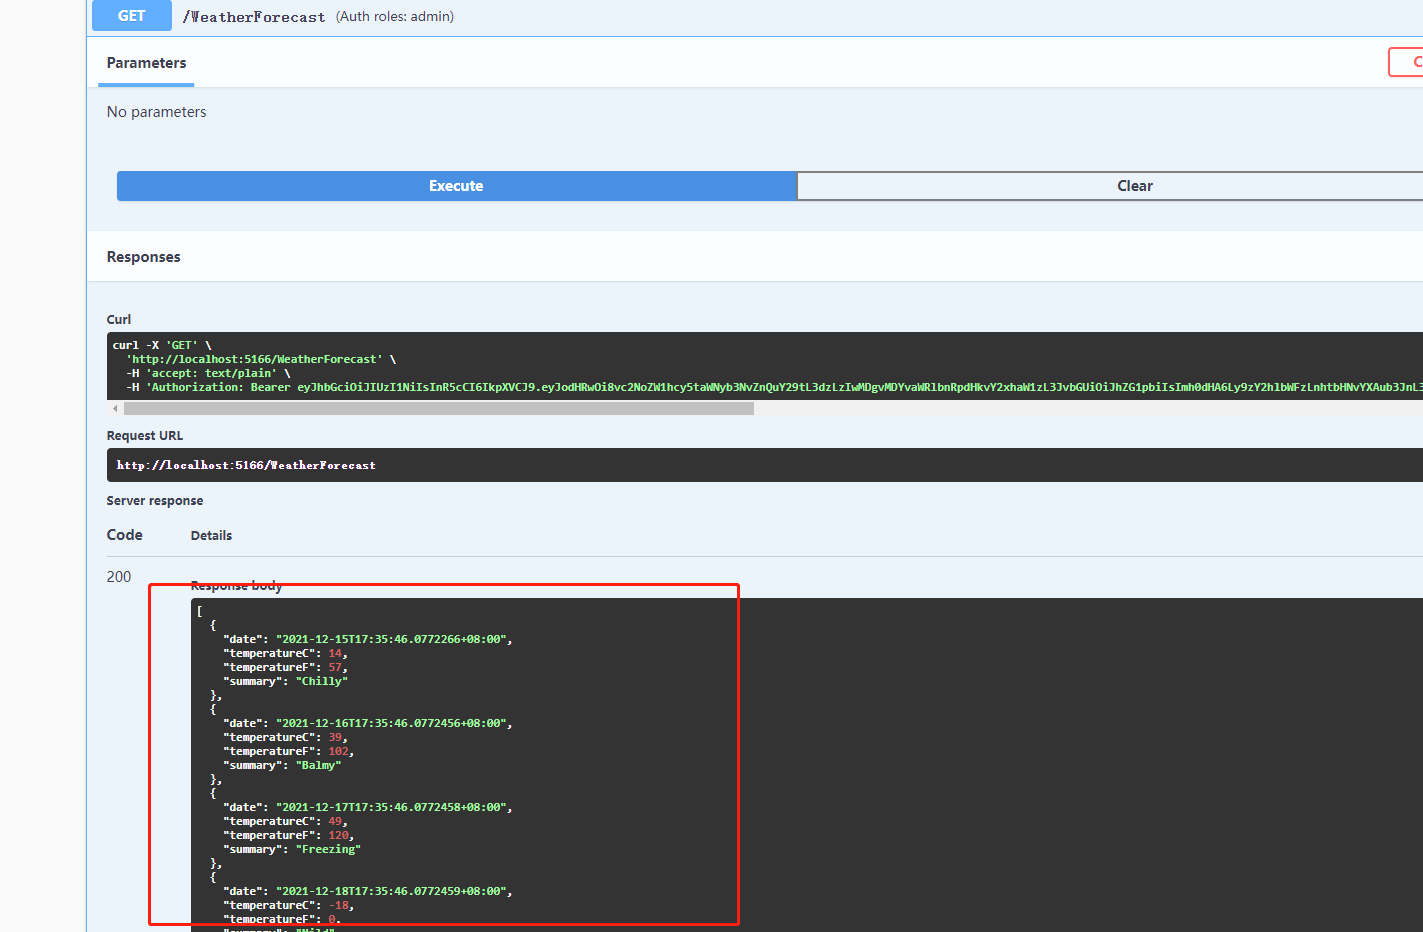 GET /WeatherForecast (Auth roles: admin)
Parameters
No parameters
Execute Clear
Responses
Curl
curl -X 'GET' \
'http://localhost:5166/WeatherForecast' \
-H 'accept: text/plain' \
-H 'Authorization: Bearer eyJhbGciOiJIUzI1NiIsInR5cCI6IkpXVCJ9.eyJodHRwOi8vc2NoZW1hcy5taWNyb3NvZnQuY29tL3dzLzIwMDgvMDYvaWRlbnRpdHkvY2xhaW1zL3JvbGUiOiJhZG1pbiIsImh0dHA6Ly9zY2hlbWFzLnhtbHNvYXAub3JnL3
Request URL
http://localhost:5166/WeatherForecast
Server response
Code Details
200
Response body
[
{
"date": "2021-12-15T17:35:46.0772266+08:00",
"temperatureC": 14,
"temperatureF": 57,
"summary": "Chilly"
},
{
"date": "2021-12-16T17:35:46.0772456+08:00",
"temperatureC": 39,
"temperatureF": 102,
"summary": "Balmy"
},
{
"date": "2021-12-17T17:35:46.0772458+08:00",
"temperatureC": 49,
"temperatureF": 120,
"summary": "Freezing"
},
{
"date": "2021-12-18T17:35:46.0772459+08:00",
"temperatureC": -18,
"temperatureF": 0,
"summary": "Mild"